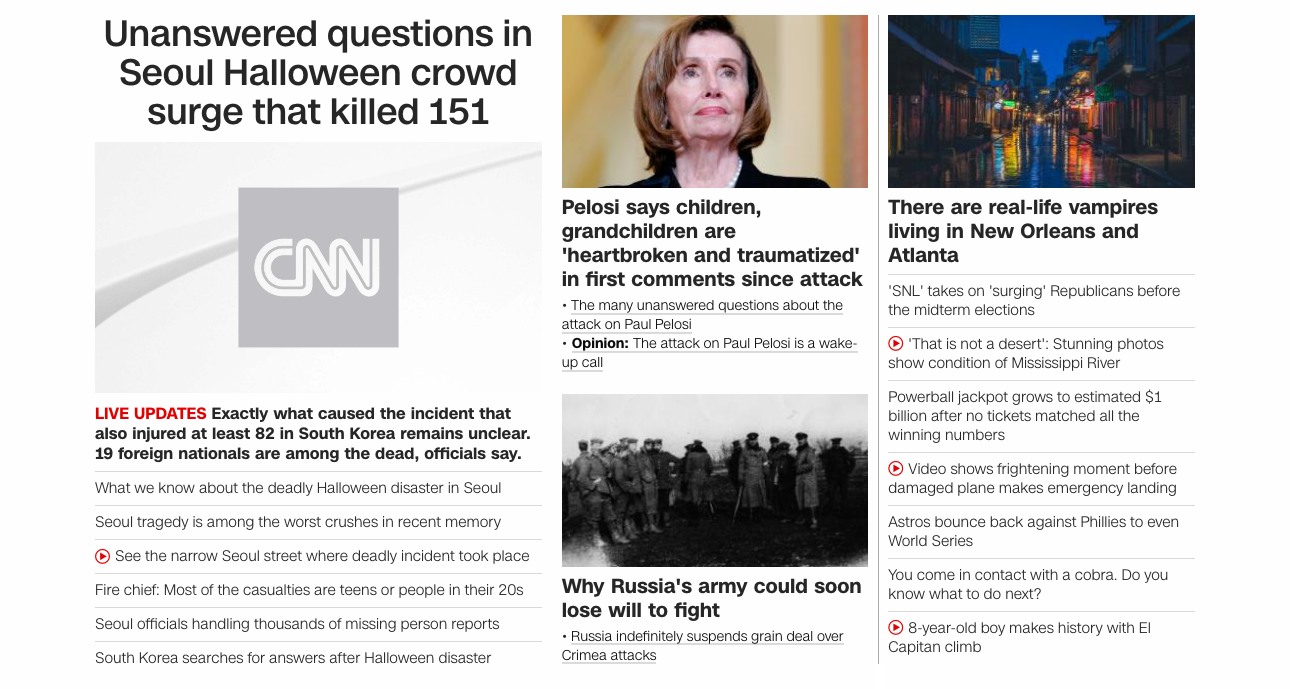 Unanswered questions in
Seoul Halloween crowd
surge that killed 151
CNN
LIVE UPDATES Exactly what caused the incident that
also injured at least 82 in South Korea remains unclear.
19 foreign nationals are among the dead, officials say.
What we know about the deadly Halloween disaster in Seoul
Seoul tragedy is among the worst crushes in recent memory
See the narrow Seoul street where deadly incident took place
Fire chief: Most of the casualties are teens or people in their 20s
Seoul officials handling thousands of missing person reports
South Korea searches for answers after Halloween disaster
Pelosi says children,
grandchildren are
'heartbroken and traumatized'
in first comments since attack
• The many unanswered questions about the
attack on Paul Pelosi
• Opinion: The attack on Paul Pelosi is a wake-
up call
Why Russia's army could soon
lose will to fight
• Russia indefinitely suspends grain deal over
Crimea attacks
There are real-life vampires
living in New Orleans and
Atlanta
'SNL' takes on 'surging' Republicans before
the midterm elections
'That is not a desert': Stunning photos
show condition of Mississippi River
Powerball jackpot grows to estimated $1
billion after no tickets matched all the
winning numbers
Video shows frightening moment before
damaged plane makes emergency landing
Astros bounce back against Phillies to even
World Series
You come in contact with a cobra. Do you
know what to do next?
8-year-old boy makes history with El
Capitan climb